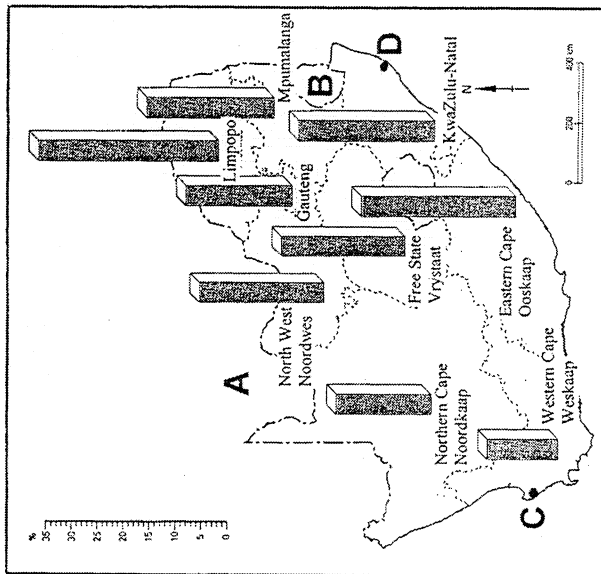 %
35
30
25
20
15
10
5
0
A
B
C
D
Limpopo
Mpumalanga
Gauteng
North West
Noordwes
Free State
Vrystaat
KwaZulu-Natal
Northern Cape
Noordkaap
Eastern Cape
Ooskaap
Western Cape
Weskaap
N
0
200
400 km